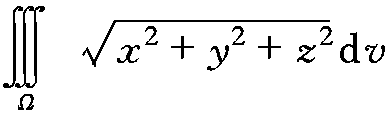 ∭_Ω √(x² + y² + z²) dv